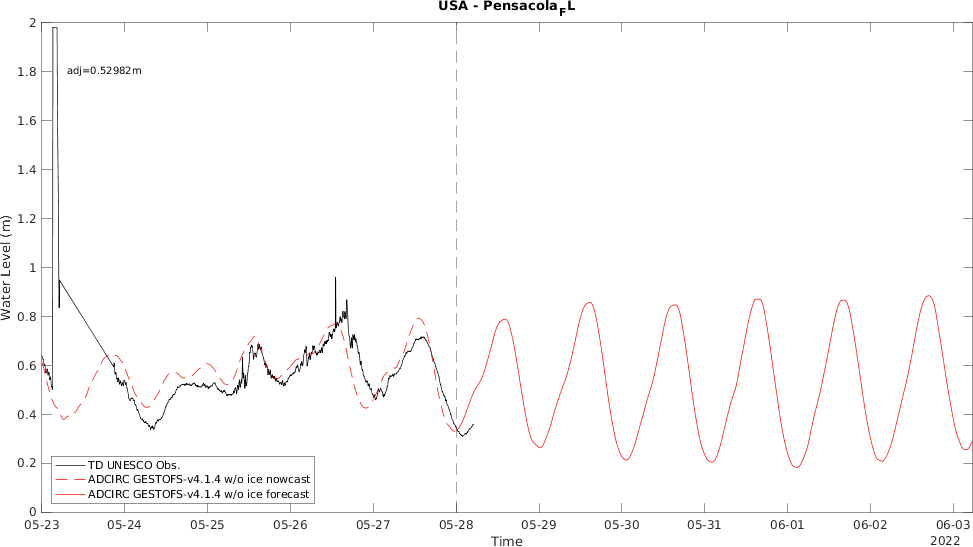 USA - Pensacola_FL
2
1.8
1.6
1.4
1.2
1
0.8
0.6
0.4
0.2
0
Water Level (m)
adj=0.52982m
TD UNESCO Obs.
ADCIRC GESTOFS-v4.1.4 w/o ice nowcast
ADCIRC GESTOFS-v4.1.4 w/o ice forecast
05-23 05-24 05-25 05-26 05-27 05-28 05-29 05-30 05-31 06-01 06-02 06-03
Time
2022